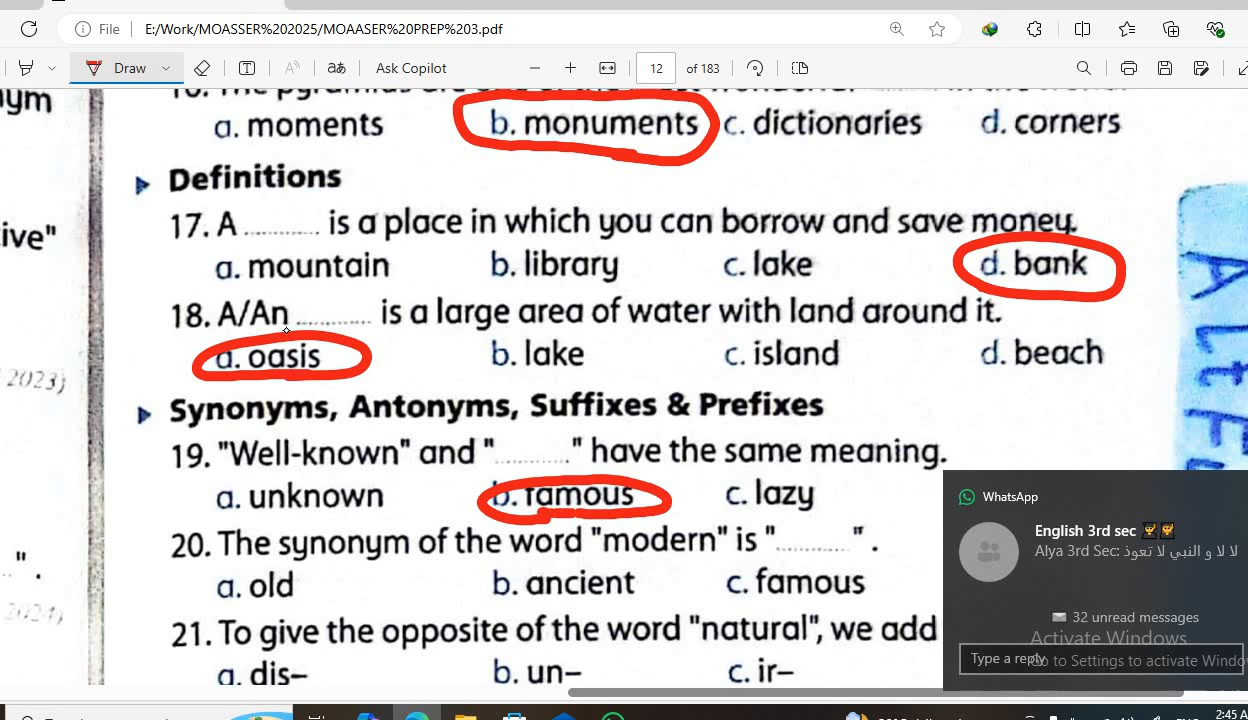 File E:/Work/MOASSER%202025/MOAASER%20PREP%203.pdf
Draw Ask Copilot 12 of 183
a. moments b. monuments c. dictionaries d. corners
Definitions
17. A .......... is a place in which you can borrow and save money.
a. mountain b. library c. lake d. bank
18. A/An .......... is a large area of water with land around it.
a. oasis b. lake c. island d. beach
2023)
Synonyms, Antonyms, Suffixes & Prefixes
19. "Well-known" and ".........." have the same meaning.
a. unknown b. famous c. lazy
20. The synonym of the word "modern" is "..........".
a. old b. ancient c. famous
2024)
21. To give the opposite of the word "natural", we add
a. dis– b. un– c. ir–
WhatsApp
English 3rd sec
Alya 3rd Sec: لا لا و النبي لا تعوذ
32 unread messages
Activate Windows
Type a reply
Go to Settings to activate Windo
2:45 A